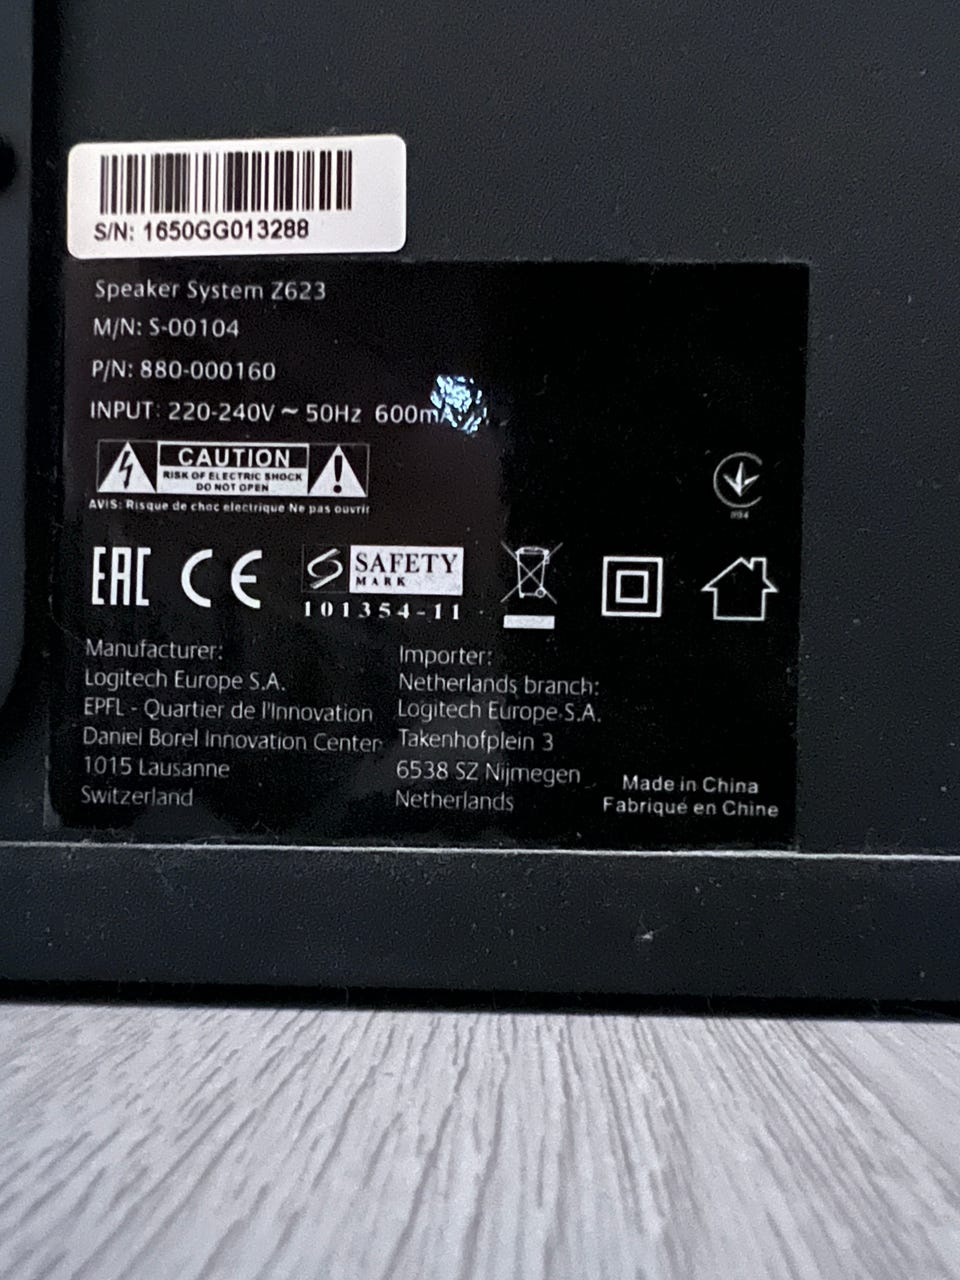 S/N: 1650GG013288
Speaker System Z623
M/N: S-00104
P/N: 880-000160
INPUT: 220-240V ~ 50Hz 600mA
CAUTION
RISK OF ELECTRIC SHOCK
DO NOT OPEN
AVIS: Risque de choc electrique Ne pas ouvrir
EAC CE SAFETY
MARK
101354-11
Manufacturer:
Logitech Europe S.A.
EPFL - Quartier de l'Innovation
Daniel Borel Innovation Center
1015 Lausanne
Switzerland
Importer:
Netherlands branch:
Logitech Europe S.A.
Takenhofplein 3
6538 SZ Nijmegen
Netherlands
Made in China
Fabriqué en Chine